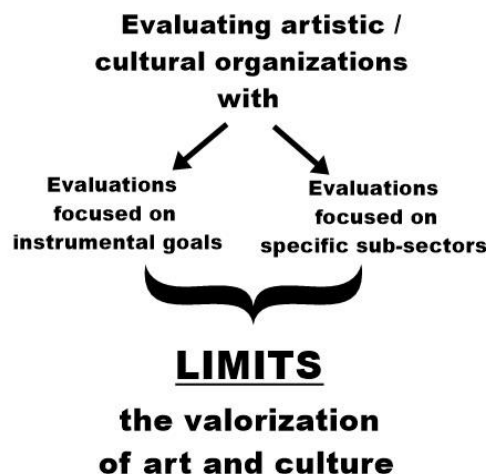 Evaluating artistic /
cultural organizations
with
Evaluations
focused on
instrumental goals
Evaluations
focused on
specific sub-sectors
LIMITS
the valorization
of art and culture